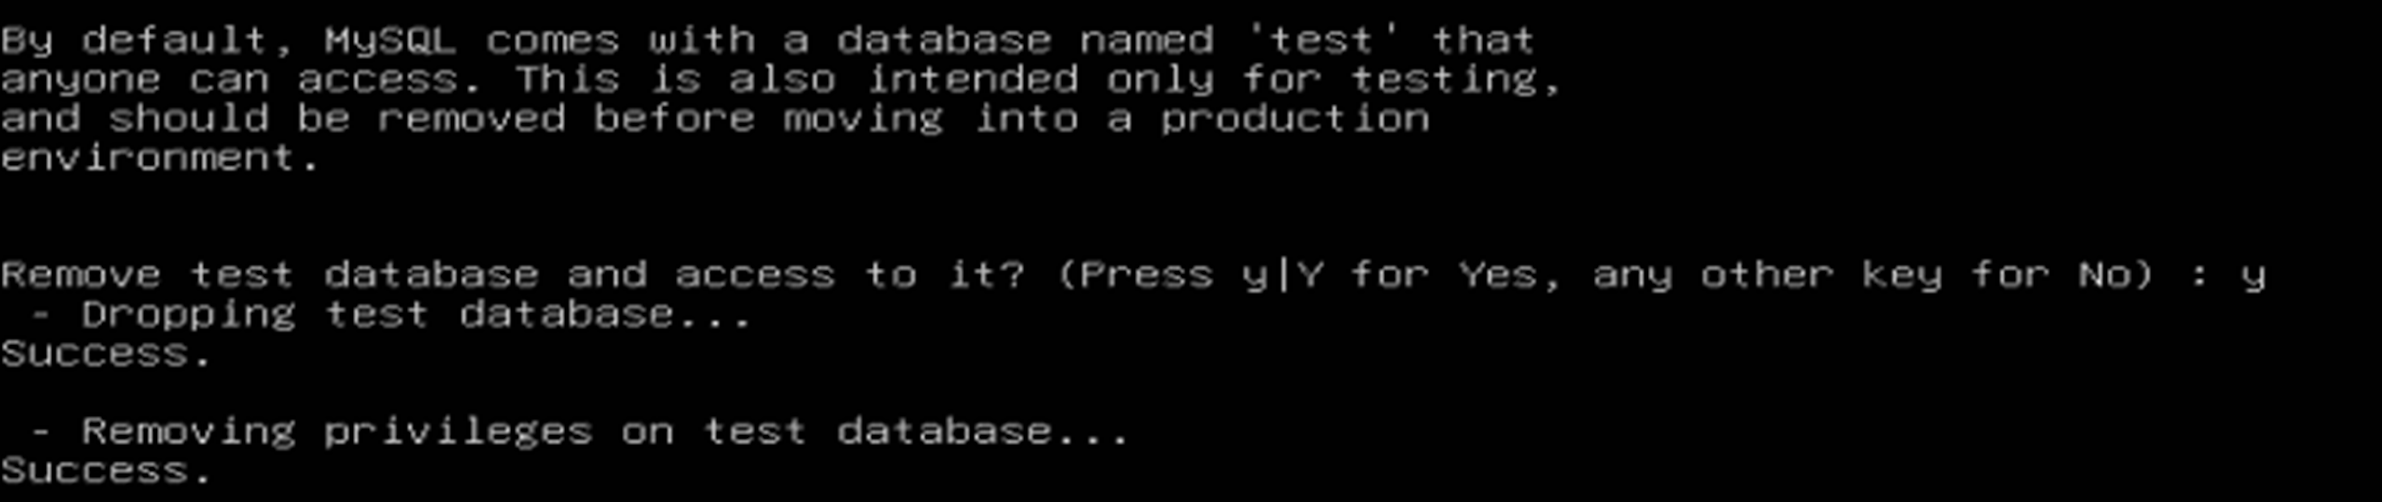 By default, MySQL comes with a database named 'test' that
anyone can access. This is also intended only for testing,
and should be removed before moving into a production
environment.
Remove test database and access to it? (Press y|Y for Yes, any other key for No) : y
 - Dropping test database...
Success.
 - Removing privileges on test database...
Success.